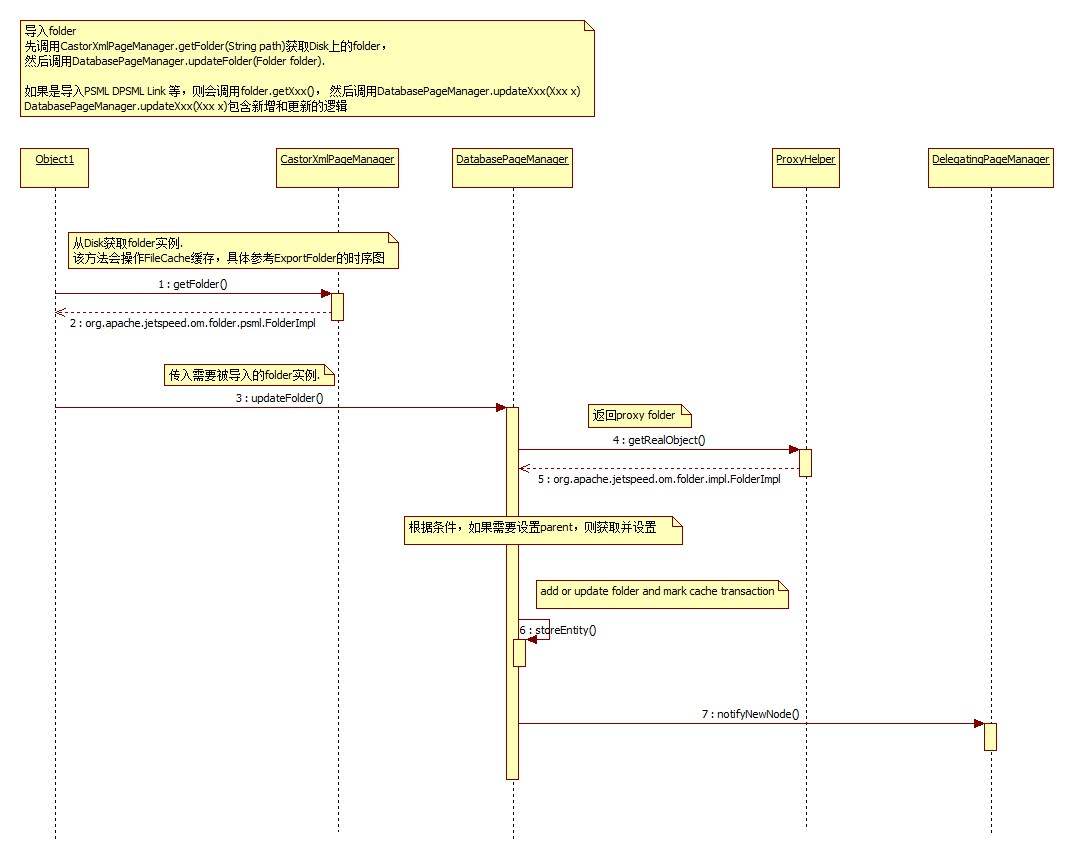 导入folder
先调用CastorXmlPageManager.getFolder(String path)获取Disk上的folder，
然后调用DatabasePageManager.updateFolder(Folder folder).
如果是导入PSML DPSML Link 等，则会调用folder.getXxx()， 然后调用DatabasePageManager.updateXxx(Xxx x)
DatabasePageManager.updateXxx(Xxx x)包含新增和更新的逻辑
Object1
CastorXmlPageManager
DatabasePageManager
ProxyHelper
DelegatingPageManager
从Disk获取folder实例.
该方法会操作FileCache缓存，具体参考ExportFolder的时序图
1 : getFolder()
2 : org.apache.jetspeed.om.folder.psml.FolderImpl
传入需要被导入的folder实例.
3 : updateFolder()
返回proxy folder
4 : getRealObject()
5 : org.apache.jetspeed.om.folder.impl.FolderImpl
根据条件，如果需要设置parent，则获取并设置
add or update folder and mark cache transaction
6 : storeEntity()
7 : notifyNewNode()